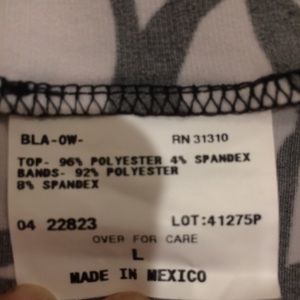 BLA-OW- RN 31310
TOP- 96% POLYESTER 4% SPANDEX
BANDS- 92% POLYESTER
8% SPANDEX
04 22823 LOT:41275P
OVER FOR CARE
L
MADE IN MEXICO